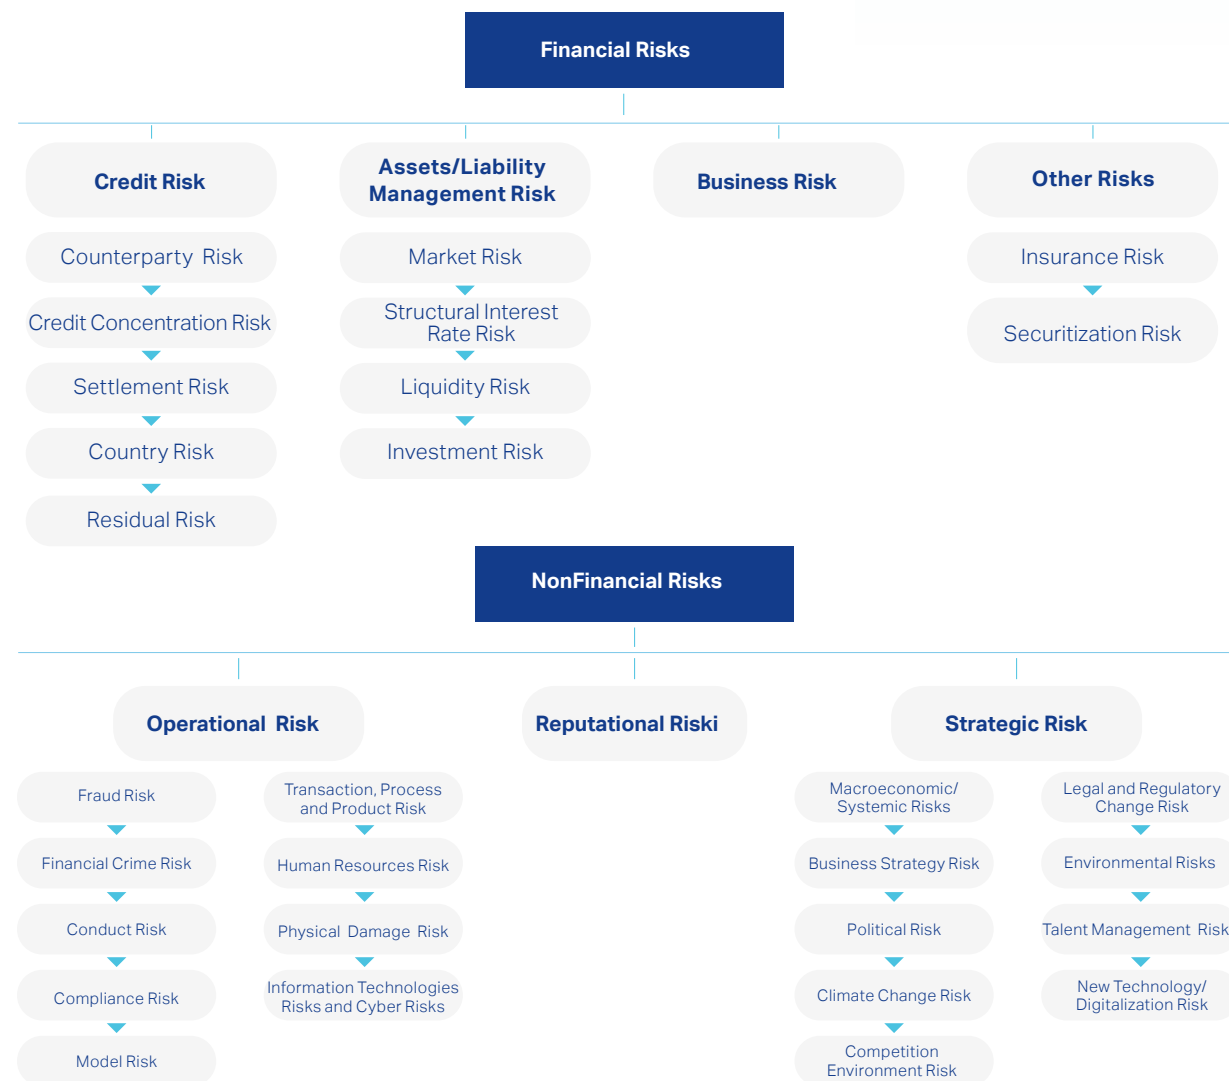 Financial Risks
Credit Risk
Counterparty Risk
Credit Concentration Risk
Settlement Risk
Country Risk
Residual Risk
Assets/Liability
Management Risk
Market Risk
Structural Interest
Rate Risk
Liquidity Risk
Investment Risk
Business Risk
Other Risks
Insurance Risk
Securitization Risk
NonFinancial Risks
Operational Risk
Fraud Risk
Financial Crime Risk
Conduct Risk
Compliance Risk
Model Risk
Transaction, Process
and Product Risk
Human Resources Risk
Physical Damage Risk
Information Technologies
Risks and Cyber Risks
Reputational Riski
Strategic Risk
Macroeconomic/
Systemic Risks
Business Strategy Risk
Political Risk
Climate Change Risk
Competition
Environment Risk
Legal and Regulatory
Change Risk
Environmental Risks
Talent Management Risk
New Technology/
Digitalization Risk